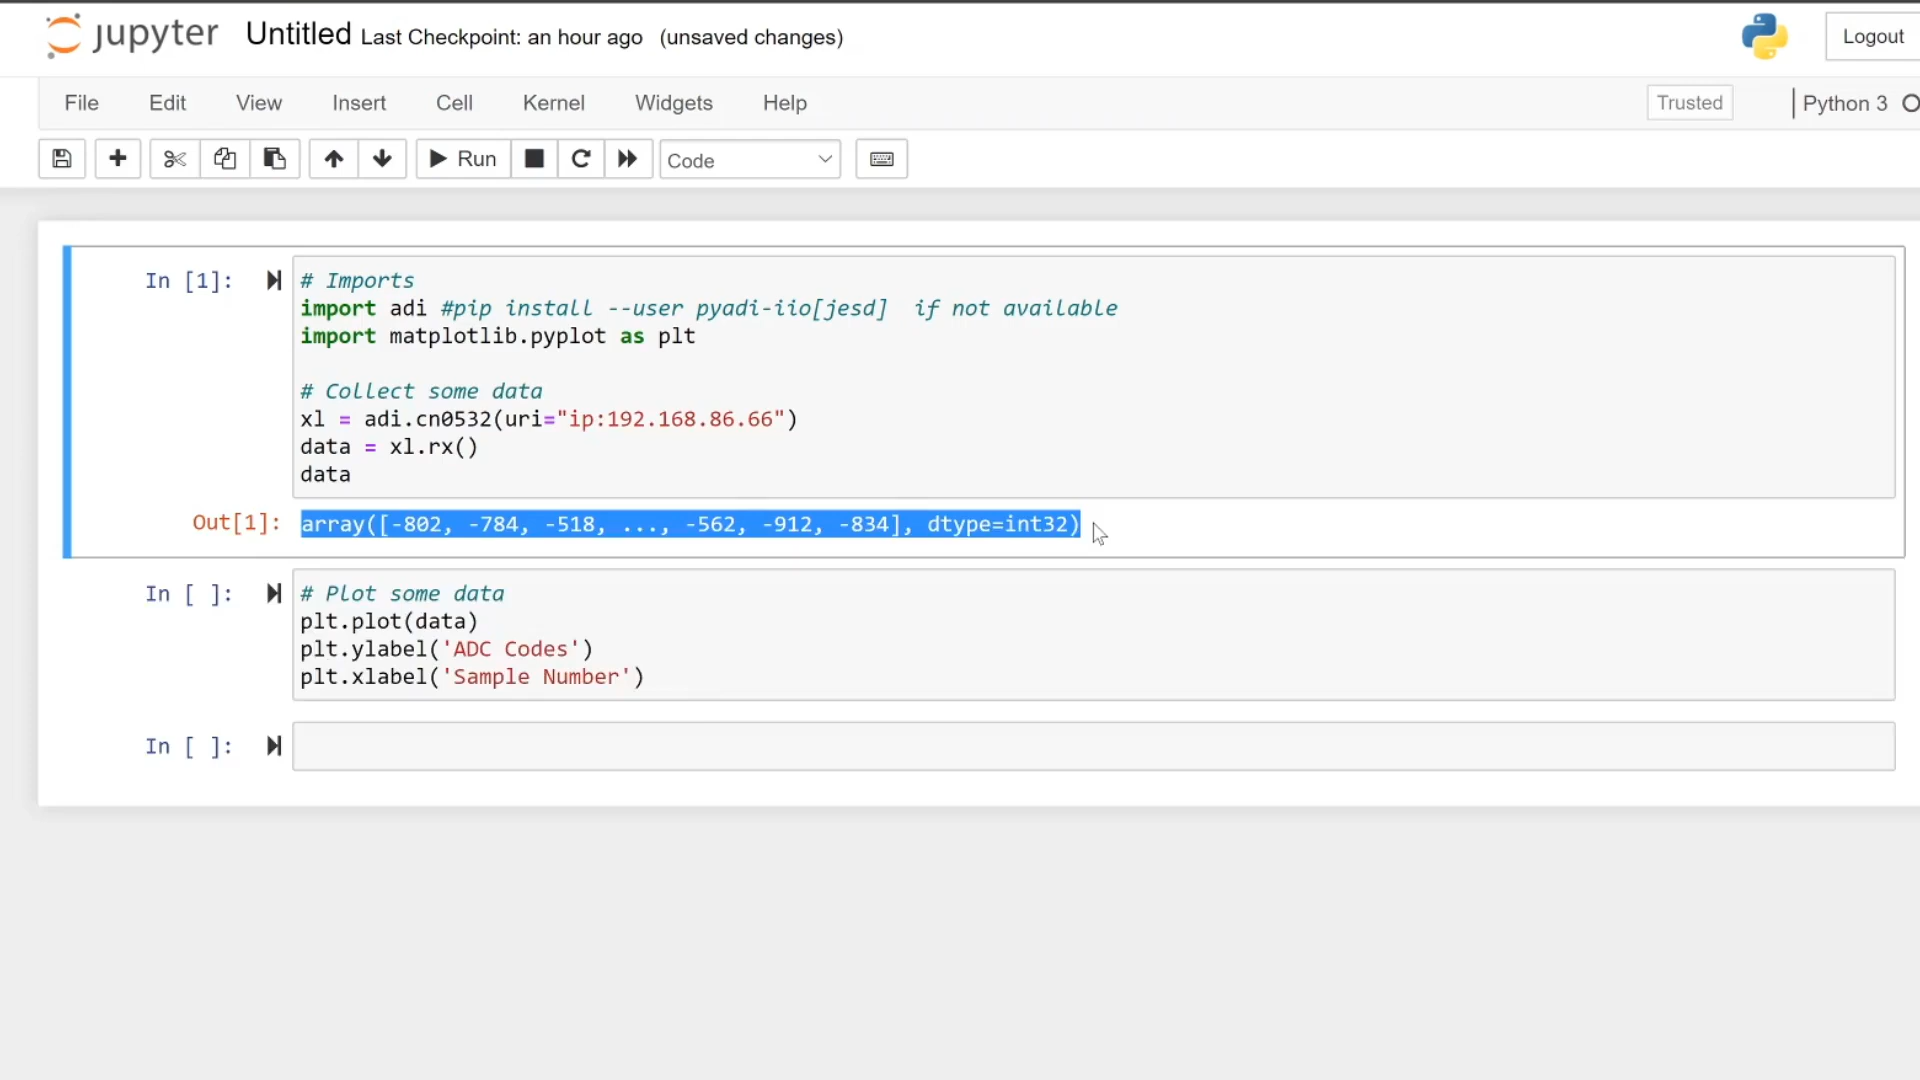 jupyter Untitled Last Checkpoint: an hour ago (unsaved changes) Logout
File Edit View Insert Cell Kernel Widgets Help Trusted Python 3
Run Code
In [1]: # Imports
import adi #pip install --user pyadi-iio[jesd]  if not available
import matplotlib.pyplot as plt
# Collect some data
xl = adi.cn0532(uri="ip:192.168.86.66")
data = xl.rx()
data
Out[1]: array([-802, -784, -518, ..., -562, -912, -834], dtype=int32)
In [ ]: # Plot some data
plt.plot(data)
plt.ylabel('ADC Codes')
plt.xlabel('Sample Number')
In [ ]: